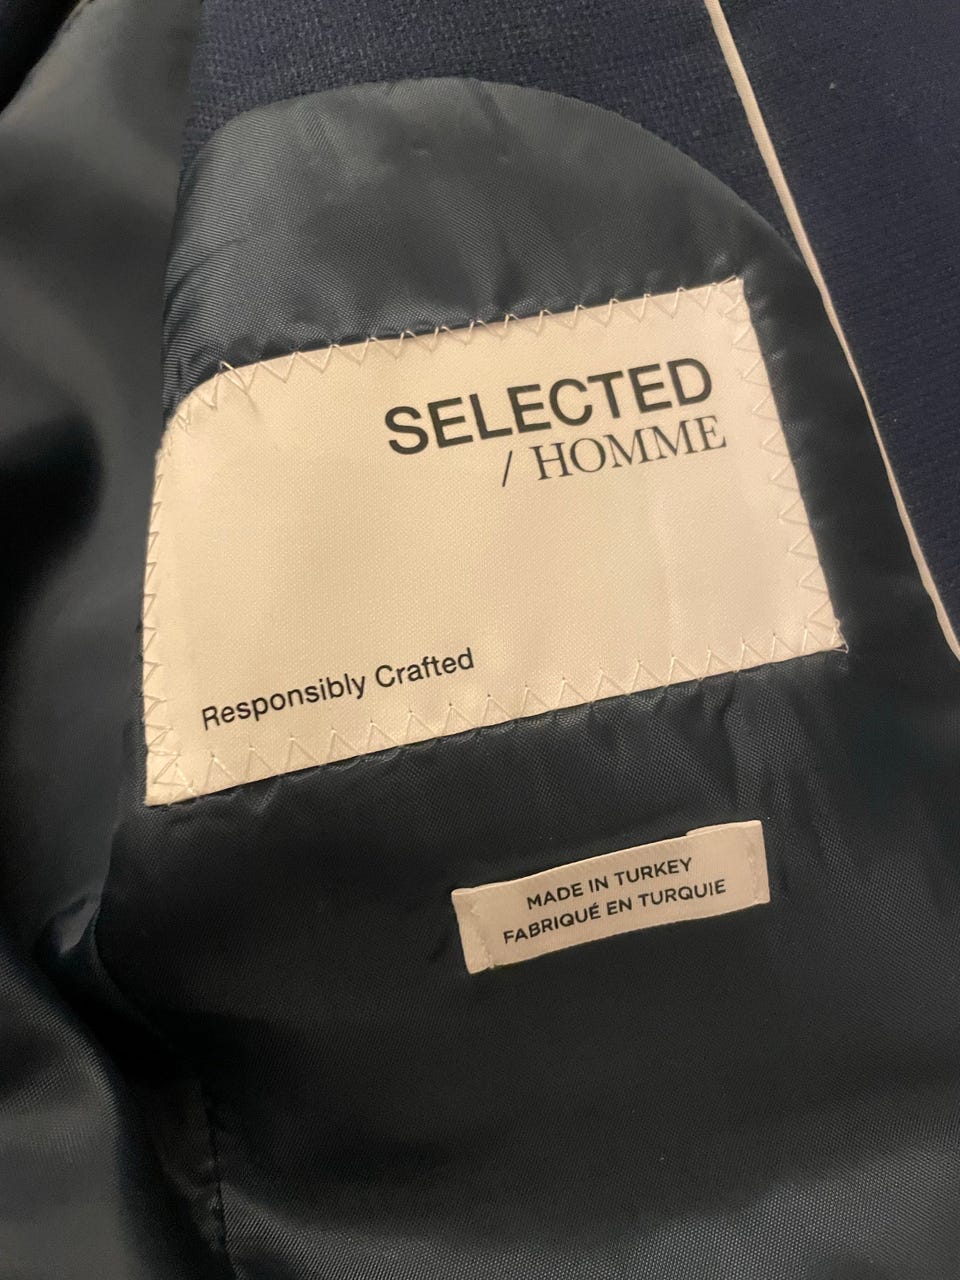 SELECTED
/ HOMME
Responsibly Crafted
MADE IN TURKEY
FABRIQUÉ EN TURQUIE